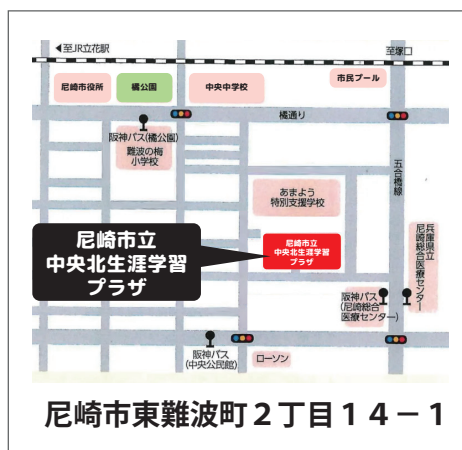 ◀至JR立花駅
至塚口
尼崎市役所
橘公園
中央中学校
市民プール
橘通り
阪神バス(橘公園)
難波の梅
小学校
五合橋線
あまよう
特別支援学校
尼崎市立
中央北生涯学習
プラザ
尼崎市立
中央北生涯学習
プラザ
兵庫県立
尼崎総合医療センター
阪神バス
(尼崎総合
医療センター)
阪神バス
(中央公民館)
ローソン
尼崎市東難波町2丁目14－1